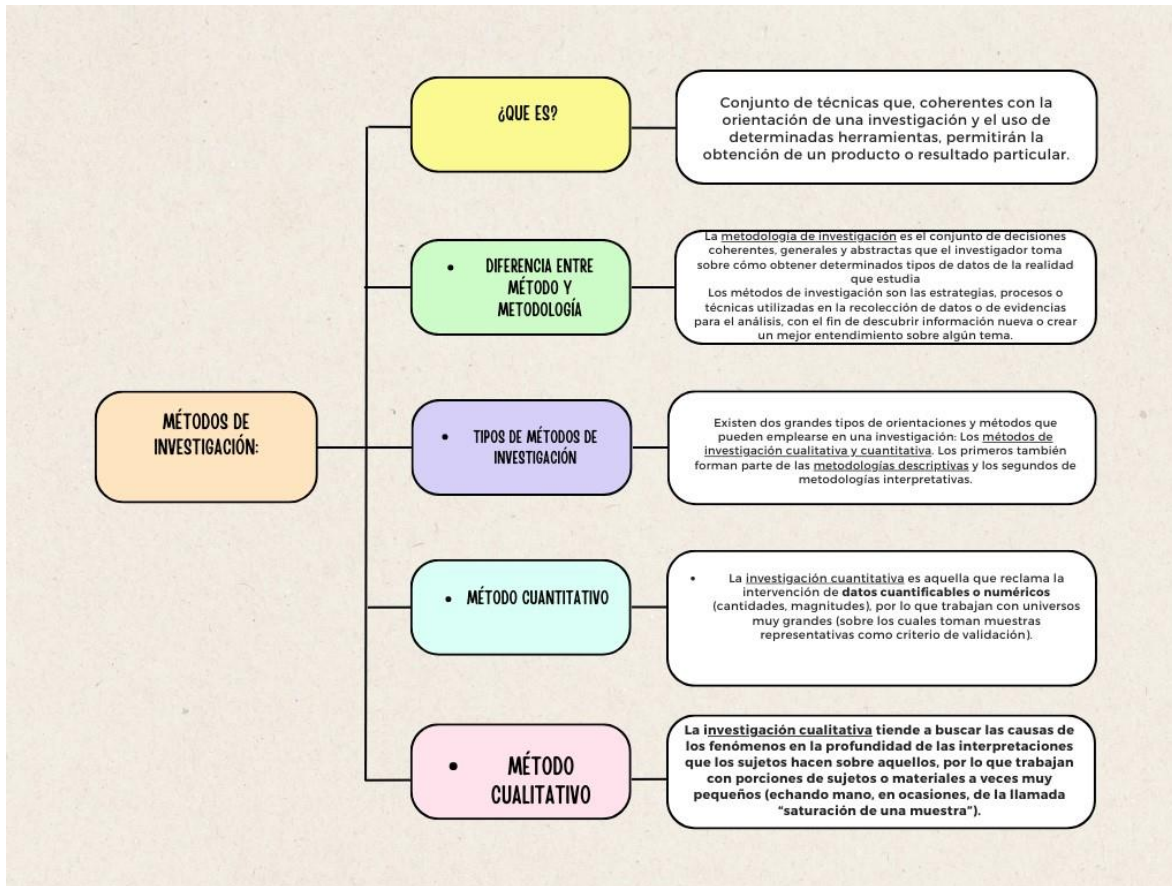 ¿QUE ES?
Conjunto de técnicas que, coherentes con la
orientación de una investigación y el uso de
determinadas herramientas, permitirán la
obtención de un producto o resultado particular.
• DIFERENCIA ENTRE
MÉTODO Y
METODOLOGÍA
La metodología de investigación es el conjunto de decisiones
coherentes, generales y abstractas que el investigador toma
sobre cómo obtener determinados tipos de datos de la realidad
que estudia
Los métodos de investigación son las estrategias, procesos o
técnicas utilizadas en la recolección de datos o de evidencias
para el análisis, con el fin de descubrir información nueva o crear
un mejor entendimiento sobre algún tema.
MÉTODOS DE
INVESTIGACIÓN:
• TIPOS DE MÉTODOS DE
INVESTIGACIÓN
Existen dos grandes tipos de orientaciones y métodos que
pueden emplearse en una investigación: Los métodos de
investigación cualitativa y cuantitativa. Los primeros también
forman parte de las metodologías descriptivas y los segundos de
metodologías interpretativas.
• MÉTODO CUANTITATIVO
• La investigación cuantitativa es aquella que reclama la
intervención de datos cuantificables o numéricos
(cantidades, magnitudes), por lo que trabajan con universos
muy grandes (sobre los cuales toman muestras
representativas como criterio de validación).
• MÉTODO
CUALITATIVO
La investigación cualitativa tiende a buscar las causas de
los fenómenos en la profundidad de las interpretaciones
que los sujetos hacen sobre aquellos, por lo que trabajan
con porciones de sujetos o materiales a veces muy
pequeños (echando mano, en ocasiones, de la llamada
“saturación de una muestra”).